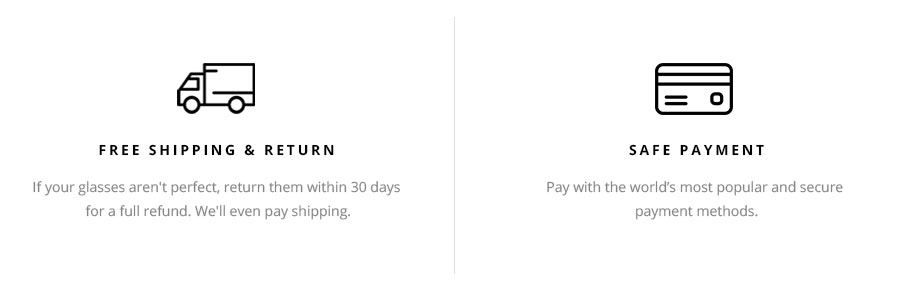 FREE SHIPPING & RETURN
If your glasses aren't perfect, return them within 30 days
for a full refund. We'll even pay shipping.
SAFE PAYMENT
Pay with the world’s most popular and secure
payment methods.